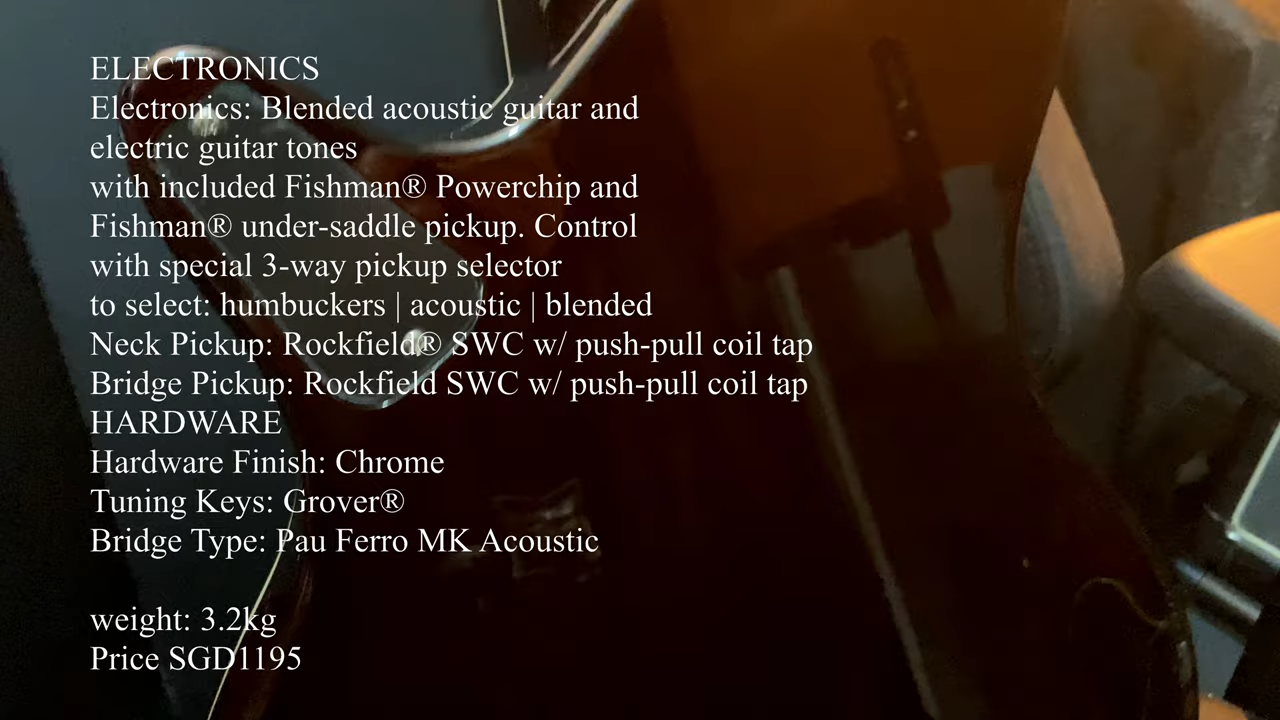 ELECTRONICS
Electronics: Blended acoustic guitar and
electric guitar tones
with included Fishman® Powerchip and
Fishman® under-saddle pickup. Control
with special 3-way pickup selector
to select: humbuckers | acoustic | blended
Neck Pickup: Rockfield® SWC w/ push-pull coil tap
Bridge Pickup: Rockfield SWC w/ push-pull coil tap
HARDWARE
Hardware Finish: Chrome
Tuning Keys: Grover®
Bridge Type: Pau Ferro MK Acoustic
weight: 3.2kg
Price SGD1195